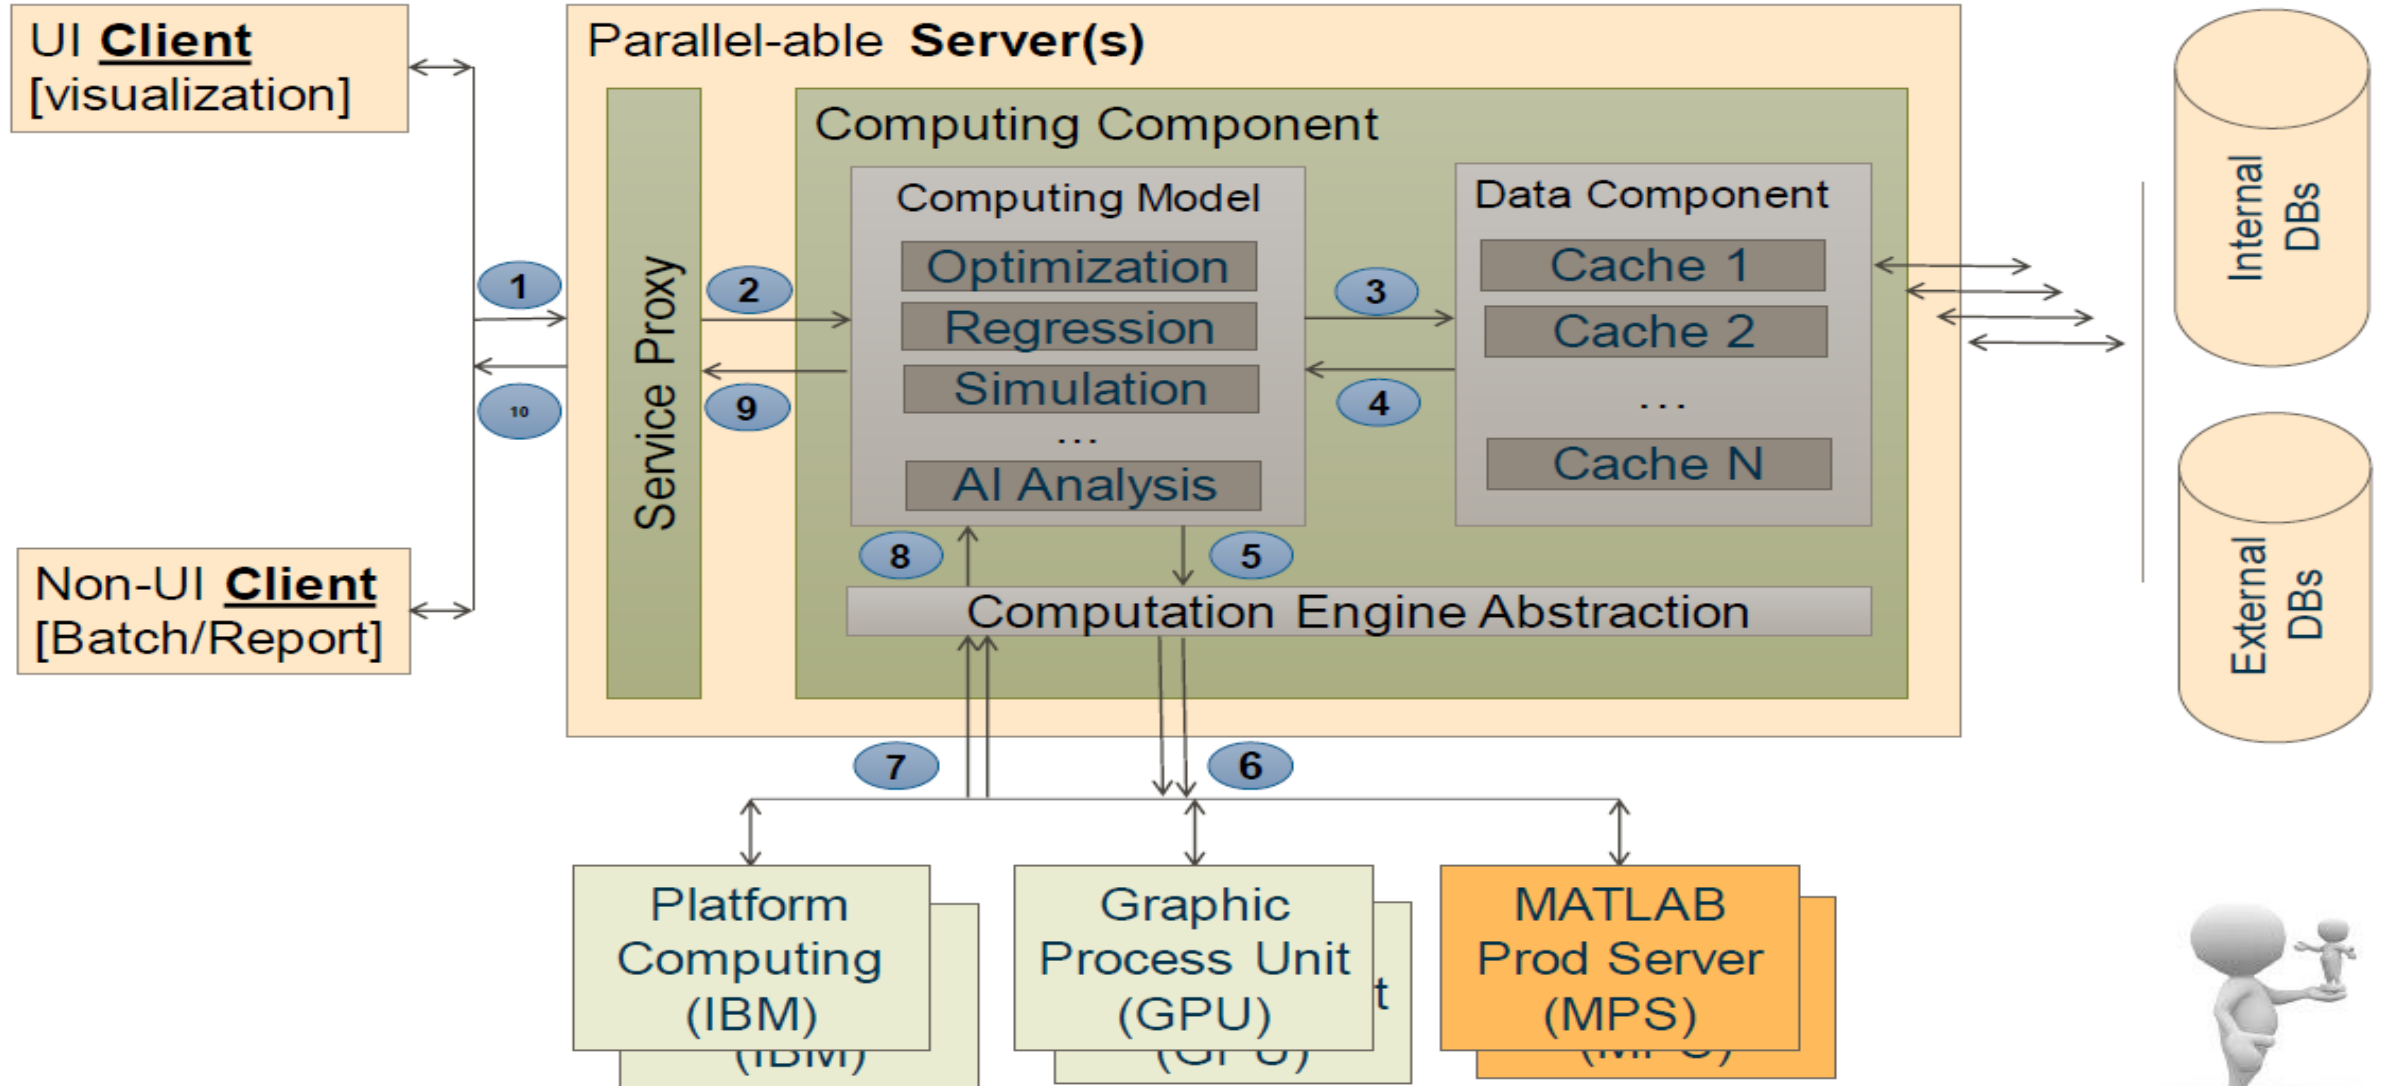 UI Client
[visualization]
Non-UI Client
[Batch/Report]
Parallel-able Server(s)
Service Proxy
Computing Component
Computing Model
Optimization
Regression
Simulation
...
AI Analysis
Data Component
Cache 1
Cache 2
...
Cache N
Computation Engine Abstraction
1
2
3
4
5
6
7
8
9
10
Internal
DBs
External
DBs
Platform
Computing
(IBM)
(IBM)
Graphic
Process Unit
(GPU)
t
(GPU)
MATLAB
Prod Server
(MPS)
(MPS)